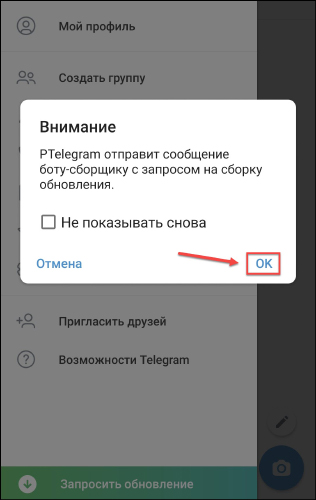 Мой профиль
Создать группу
Внимание
PTelegram отправит сообщение
боту-сборщику с запросом на сборку
обновления.
Не показывать снова
Отмена
OK
Пригласить друзей
Возможности Telegram
Запросить обновление